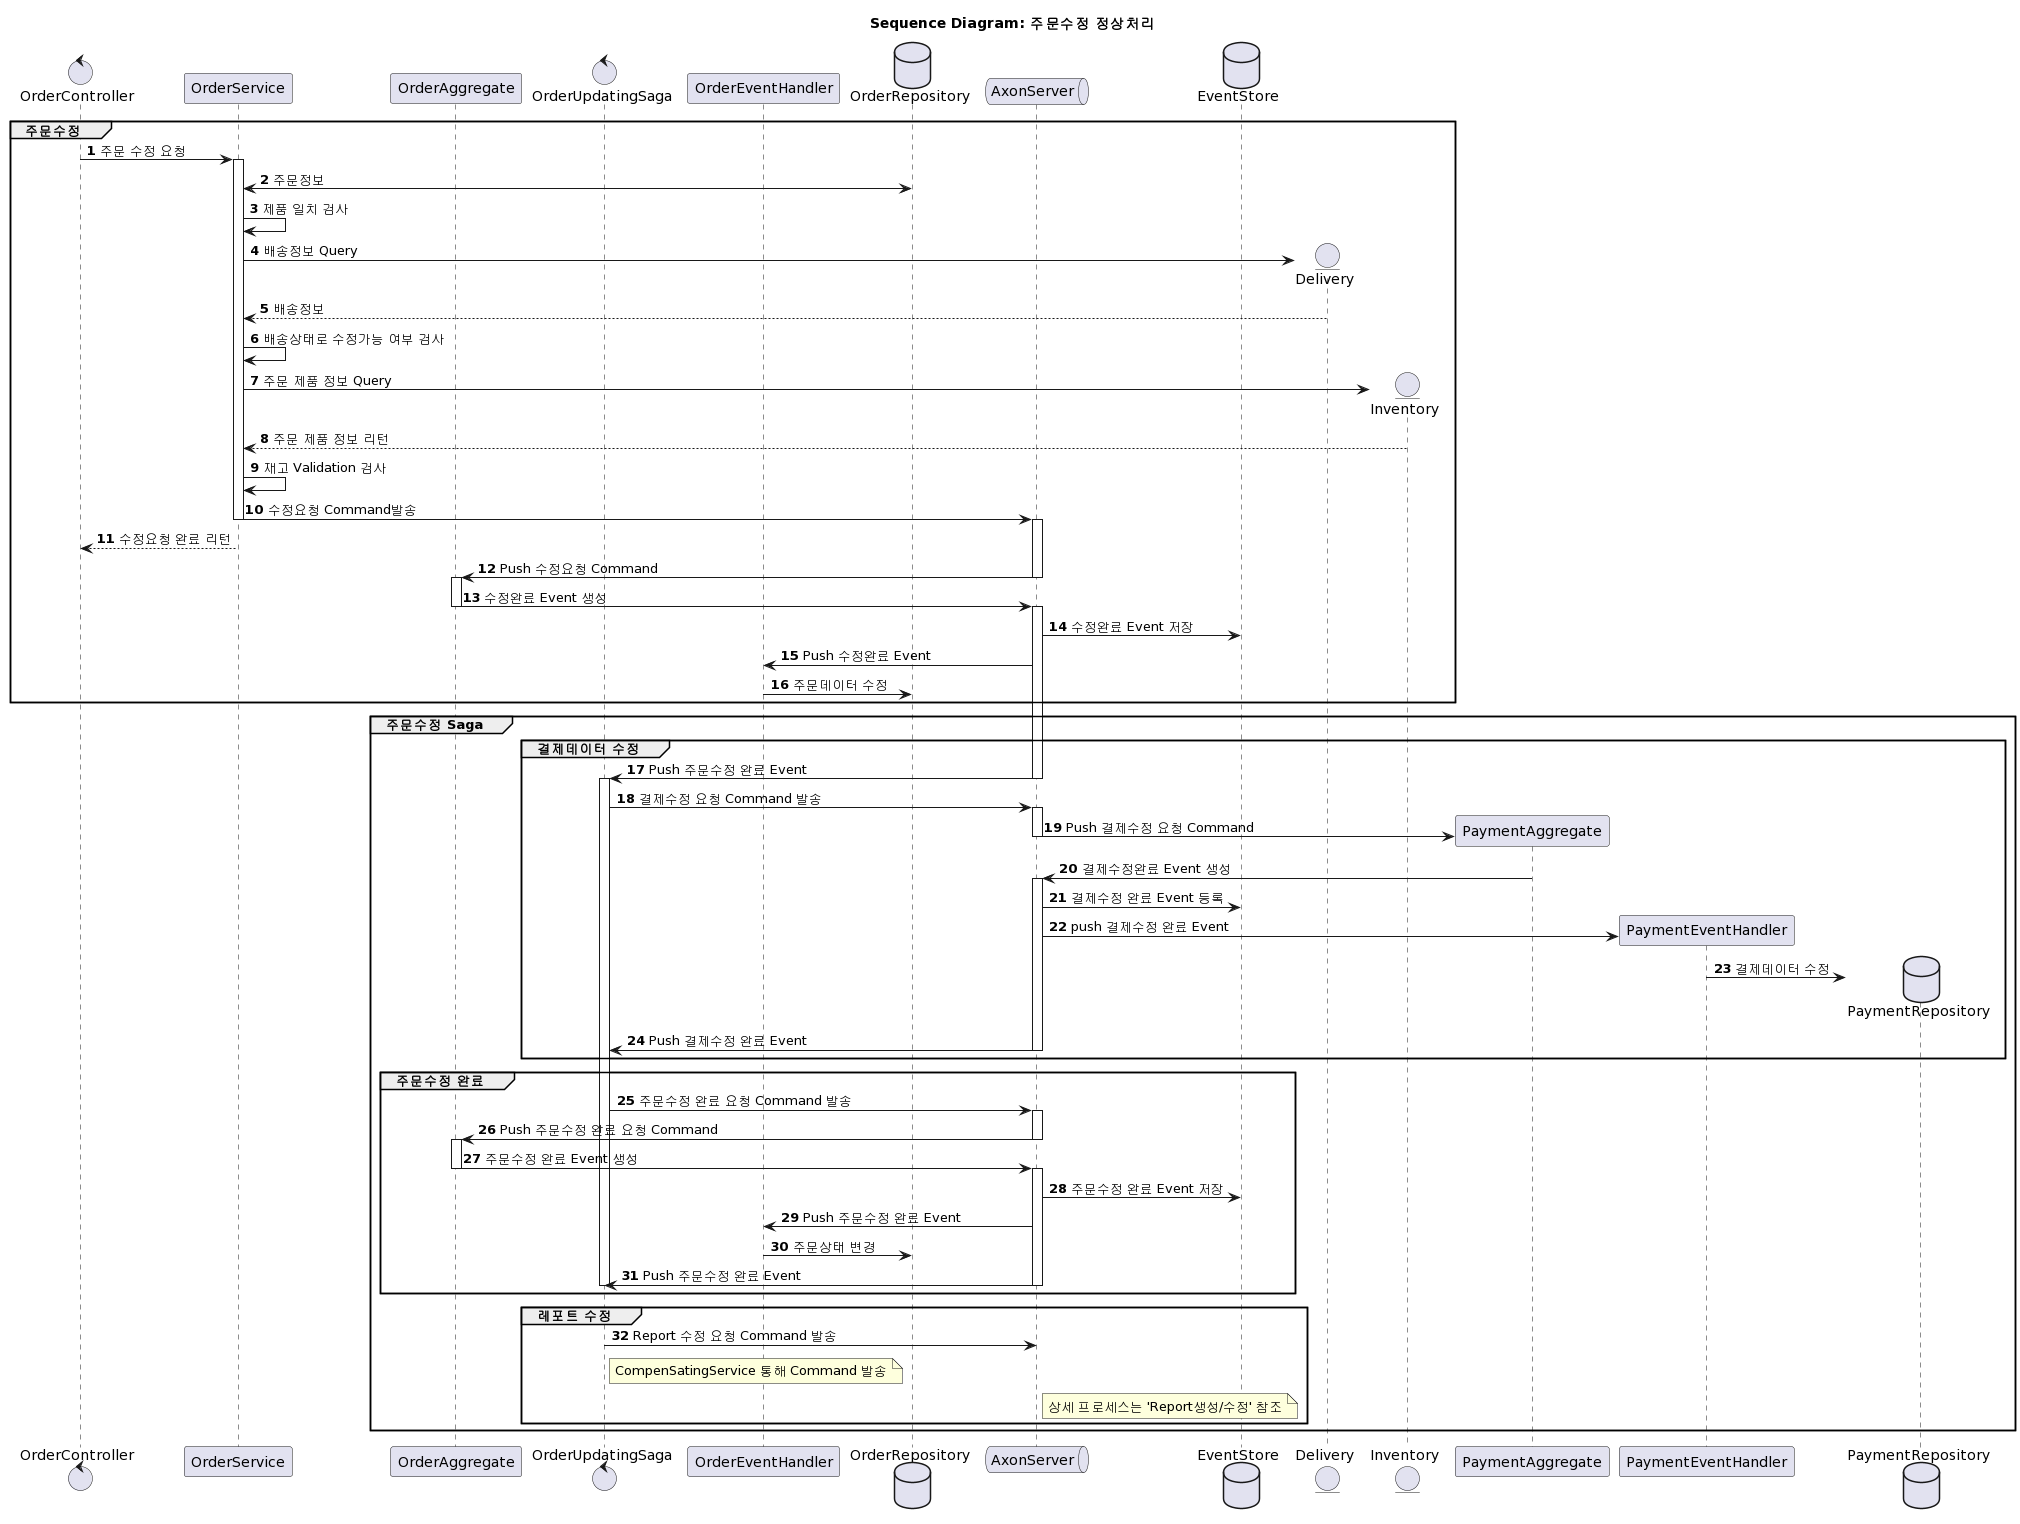 Sequence Diagram: 주문수정 정상처리
OrderController
OrderService
OrderAggregate
OrderUpdatingSaga
OrderEventHandler
OrderRepository
AxonServer
EventStore
주문수정
1 주문 수정 요청
2 주문정보
3 제품 일치 검사
4 배송정보 Query
Delivery
5 배송정보
6 배송상태로 수정가능 여부 검사
7 주문 제품 정보 Query
Inventory
8 주문 제품 정보 리턴
9 재고 Validation 검사
10 수정요청 Command발송
11 수정요청 완료 리턴
12 Push 수정요청 Command
13 수정완료 Event 생성
14 수정완료 Event 저장
15 Push 수정완료 Event
16 주문데이터 수정
주문수정 Saga
결제데이터 수정
17 Push 주문수정 완료 Event
18 결제수정 요청 Command 발송
19 Push 결제수정 요청 Command
PaymentAggregate
20 결제수정완료 Event 생성
21 결제수정 완료 Event 등록
22 push 결제수정 완료 Event
PaymentEventHandler
23 결제데이터 수정
PaymentRepository
24 Push 결제수정 완료 Event
주문수정 완료
25 주문수정 완료 요청 Command 발송
26 Push 주문수정 완료 요청 Command
27 주문수정 완료 Event 생성
28 주문수정 완료 Event 저장
29 Push 주문수정 완료 Event
30 주문상태 변경
31 Push 주문수정 완료 Event
레포트 수정
32 Report 수정 요청 Command 발송
CompenSatingService 통해 Command 발송
상세 프로세스는 'Report생성/수정' 참조
OrderController
OrderService
OrderAggregate
OrderUpdatingSaga
OrderEventHandler
OrderRepository
AxonServer
EventStore
Delivery
Inventory
PaymentAggregate
PaymentEventHandler
PaymentRepository